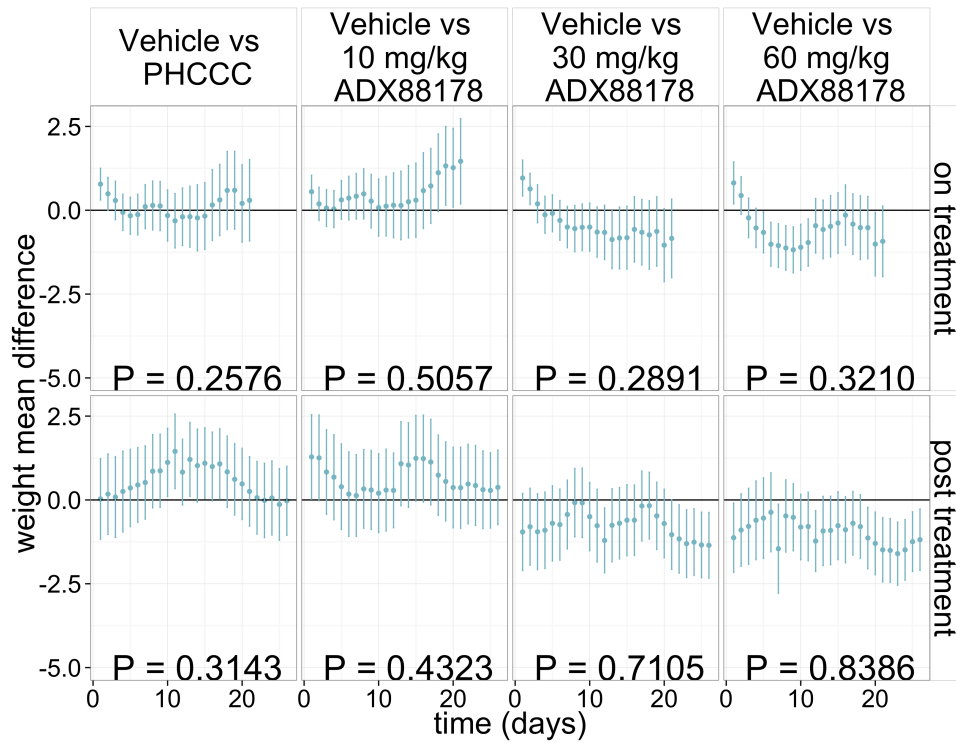 Vehicle vs
PHCCC
Vehicle vs
10 mg/kg
ADX88178
Vehicle vs
30 mg/kg
ADX88178
Vehicle vs
60 mg/kg
ADX88178
weight mean difference
2.5
0.0
-2.5
-5.0
P = 0.2576
P = 0.5057
P = 0.2891
P = 0.3210
on treatment
2.5
0.0
-2.5
-5.0
P = 0.3143
P = 0.4323
P = 0.7105
P = 0.8386
post treatment
0 10 20
0 10 20
0 10 20
0 10 20
time (days)